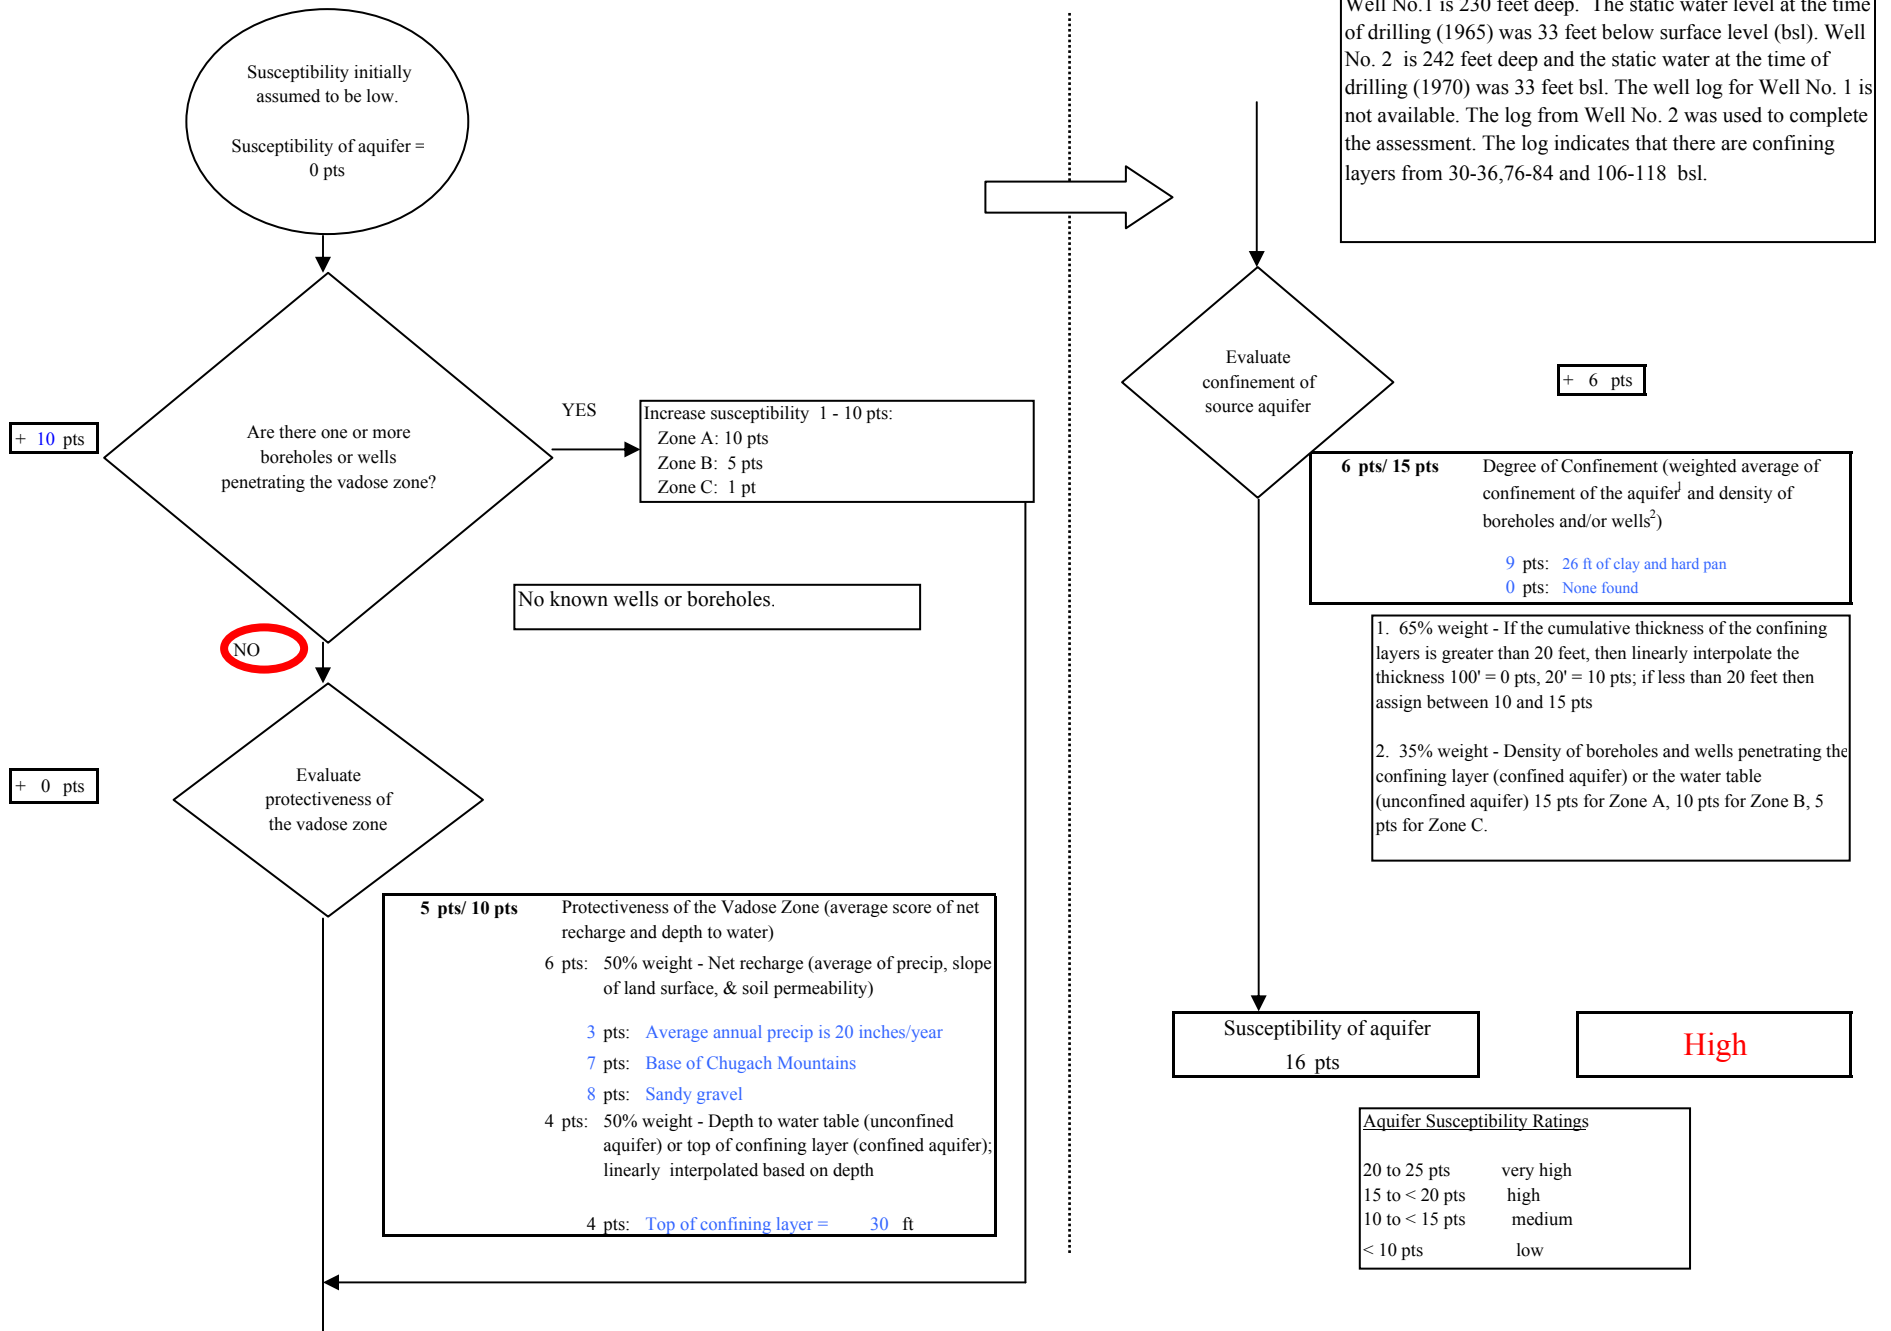 Susceptibility initially
assumed to be low.
Susceptibility of aquifer =
0 pts
+ 10 pts
Are there one or more
boreholes or wells
penetrating the vadose zone?
YES
Increase susceptibility 1 - 10 pts:
Zone A: 10 pts
Zone B: 5 pts
Zone C: 1 pt
No known wells or boreholes.
NO
+ 0 pts
Evaluate
protectiveness of
the vadose zone
5 pts/ 10 pts Protectiveness of the Vadose Zone (average score of net
recharge and depth to water)
6 pts: 50% weight - Net recharge (average of precip, slope
of land surface, & soil permeability)
3 pts: Average annual precip is 20 inches/year
7 pts: Base of Chugach Mountains
8 pts: Sandy gravel
4 pts: 50% weight - Depth to water table (unconfined
aquifer) or top of confining layer (confined aquifer);
linearly interpolated based on depth
4 pts: Top of confining layer = 30 ft
Well No.1 is 230 feet deep. The static water level at the time
of drilling (1965) was 33 feet below surface level (bsl). Well
No. 2 is 242 feet deep and the static water at the time of
drilling (1970) was 33 feet bsl. The well log for Well No. 1 is
not available. The log from Well No. 2 was used to complete
the assessment. The log indicates that there are confining
layers from 30-36,76-84 and 106-118 bsl.
Evaluate
confinement of
source aquifer
+ 6 pts
6 pts/ 15 pts Degree of Confinement (weighted average of
confinement of the aquifer1 and density of
boreholes and/or wells2)
9 pts: 26 ft of clay and hard pan
0 pts: None found
1. 65% weight - If the cumulative thickness of the confining
layers is greater than 20 feet, then linearly interpolate the
thickness 100' = 0 pts, 20' = 10 pts; if less than 20 feet then
assign between 10 and 15 pts
2. 35% weight - Density of boreholes and wells penetrating the
confining layer (confined aquifer) or the water table
(unconfined aquifer) 15 pts for Zone A, 10 pts for Zone B, 5
pts for Zone C.
Susceptibility of aquifer
16 pts
High
Aquifer Susceptibility Ratings
20 to 25 pts very high
15 to < 20 pts high
10 to < 15 pts medium
< 10 pts low